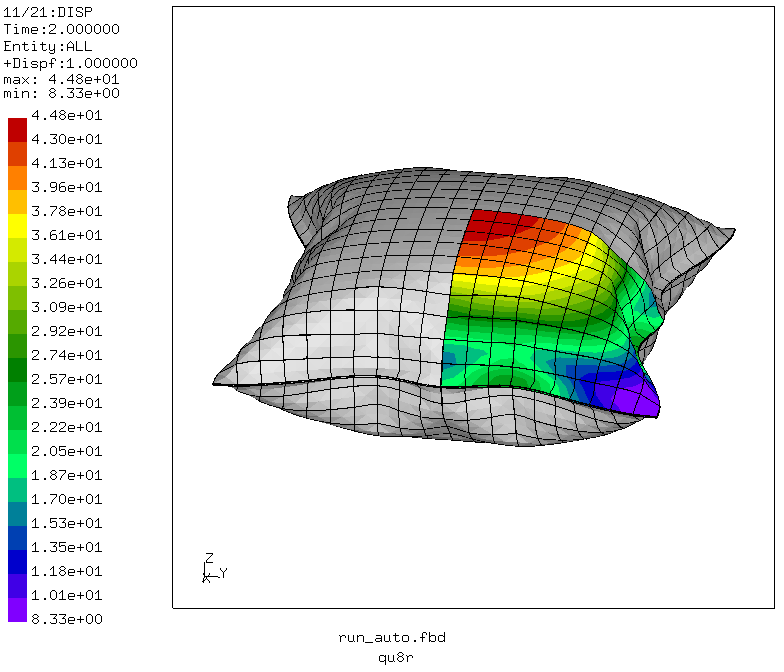 11/21:DISP
Time:2.000000
Entity:ALL
+Dispf:1.000000
max: 4.48e+01
min: 8.33e+00
4.48e+01
4.30e+01
4.13e+01
3.96e+01
3.78e+01
3.61e+01
3.44e+01
3.26e+01
3.09e+01
2.92e+01
2.74e+01
2.57e+01
2.39e+01
2.22e+01
2.05e+01
1.87e+01
1.70e+01
1.53e+01
1.35e+01
1.18e+01
1.01e+01
8.33e+00
Z
Y
X
run_auto.fbd
qu8r